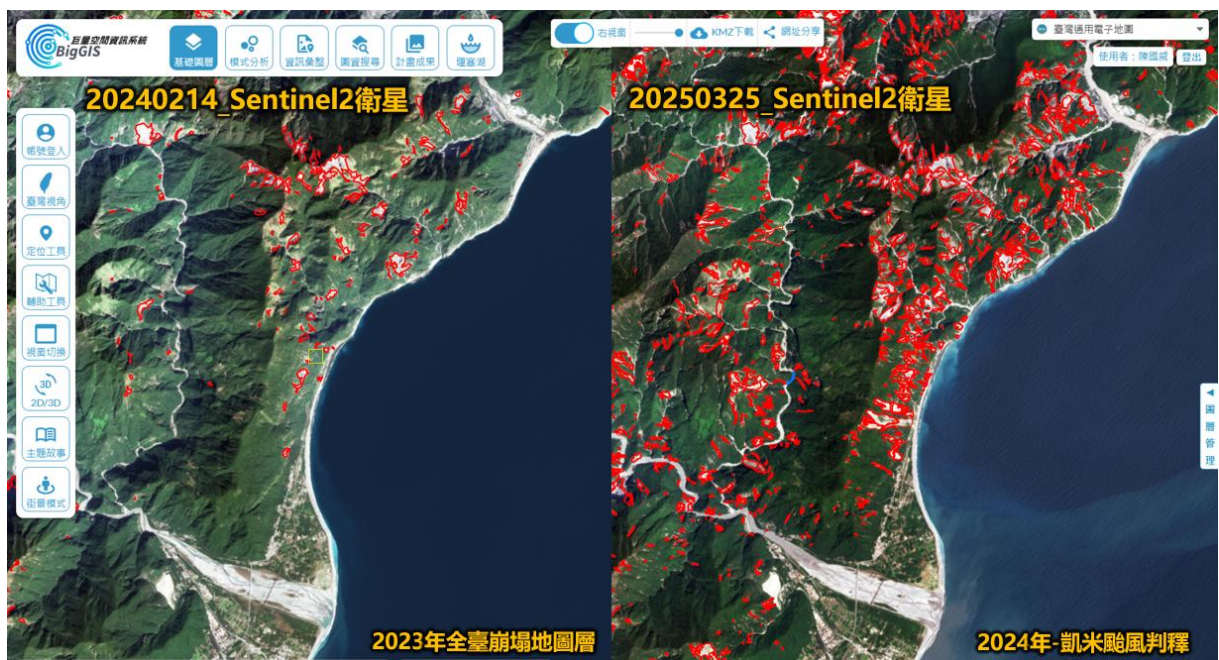 巨量空間資訊系統
BigGIS
基礎圖層
模式分析
資訊彙整
圖資搜尋
計畫成果
堰塞湖
右視窗
KMZ下載
網址分享
臺灣通用電子地圖
使用者：陳國威
登出
20240214_Sentinel2衛星
20250325_Sentinel2衛星
帳號登入
臺灣視角
定位工具
輔助工具
視窗切換
3D
2D/3D
主題故事
街景模式
圖層管理
2023年全臺崩塌地圖層
2024年-凱米颱風判釋